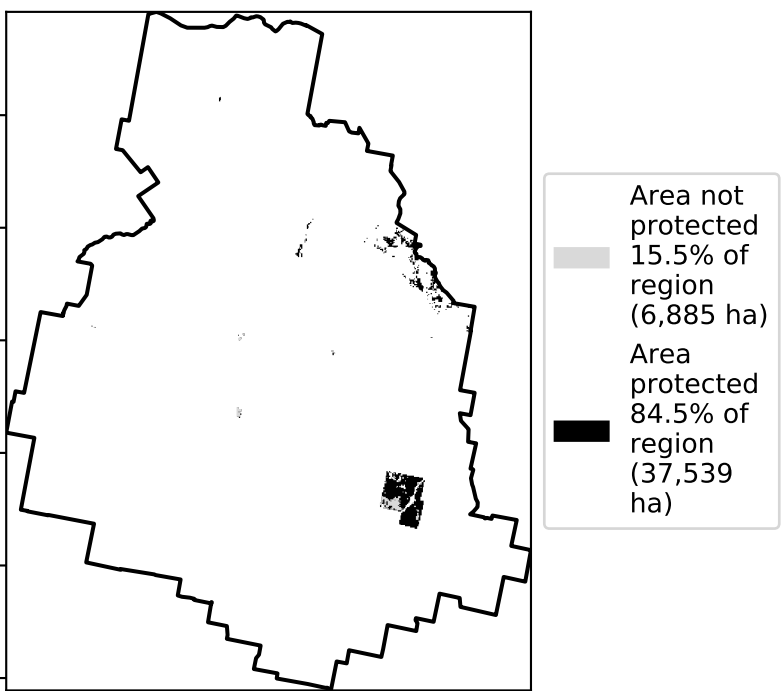 Area not
protected
15.5% of
region
(6,885 ha)
Area
protected
84.5% of
region
(37,539
ha)